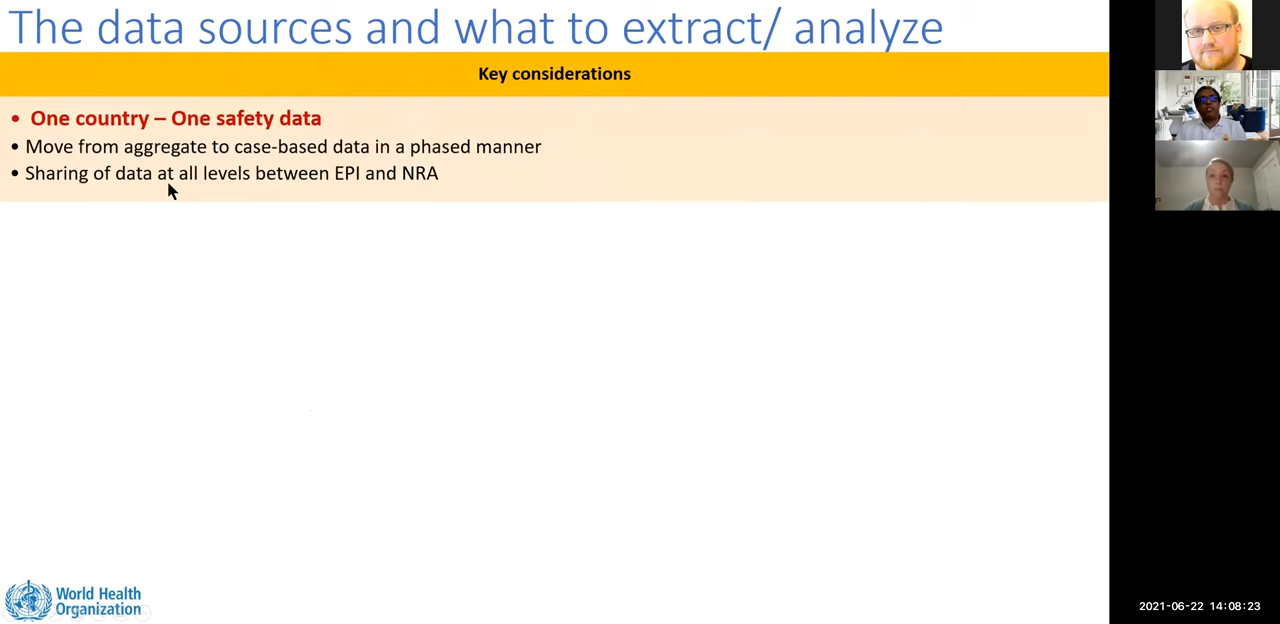 The data sources and what to extract/ analyze
Key considerations
• One country – One safety data
• Move from aggregate to case-based data in a phased manner
• Sharing of data at all levels between EPI and NRA
World Health
Organization
2021-06-22 14:08:23